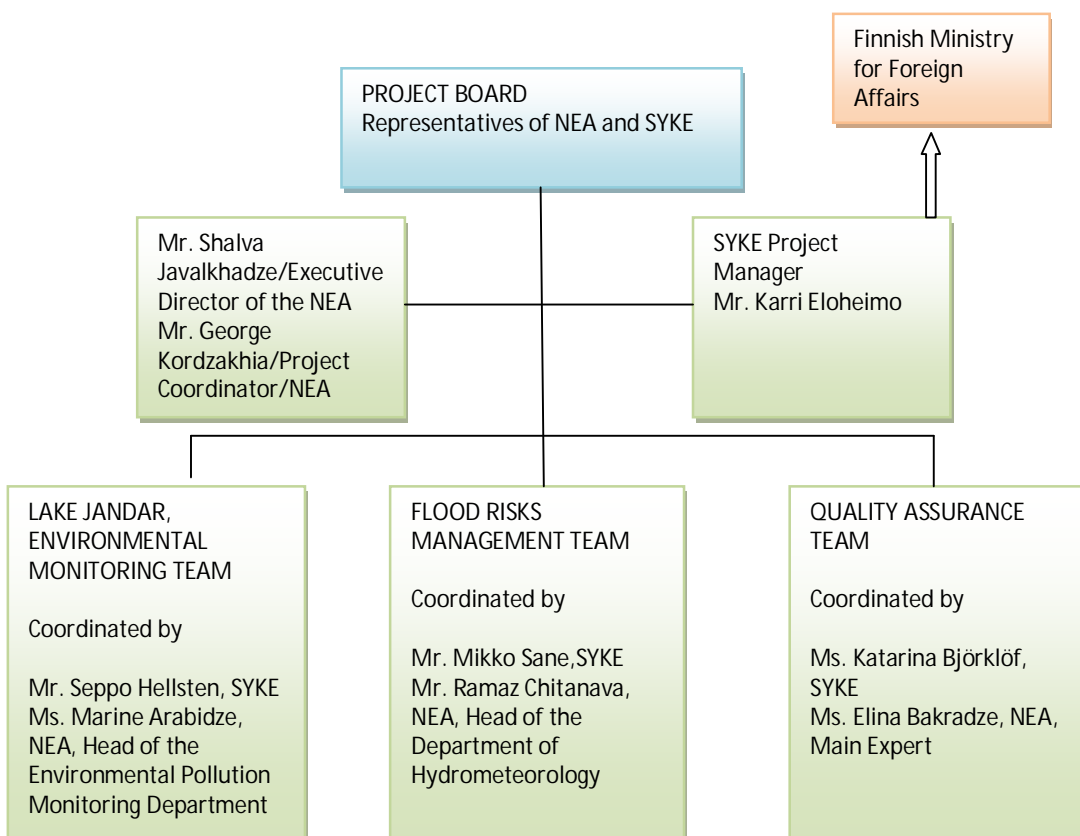 Finnish Ministry
for Foreign
Affairs
PROJECT BOARD
Representatives of NEA and SYKE
Mr. Shalva
Javalkhadze/Executive
Director of the NEA
Mr. George
Kordzakhia/Project
Coordinator/NEA
SYKE Project
Manager
Mr. Karri Eloheimo
LAKE JANDAR,
ENVIRONMENTAL
MONITORING TEAM
Coordinated by
Mr. Seppo Hellsten, SYKE
Ms. Marine Arabidze,
NEA, Head of the
Environmental Pollution
Monitoring Department
FLOOD RISKS
MANAGEMENT TEAM
Coordinated by
Mr. Mikko Sane,SYKE
Mr. Ramaz Chitanava,
NEA, Head of the
Department of
Hydrometeorology
QUALITY ASSURANCE
TEAM
Coordinated by
Ms. Katarina Björklöf,
SYKE
Ms. Elina Bakradze, NEA,
Main Expert